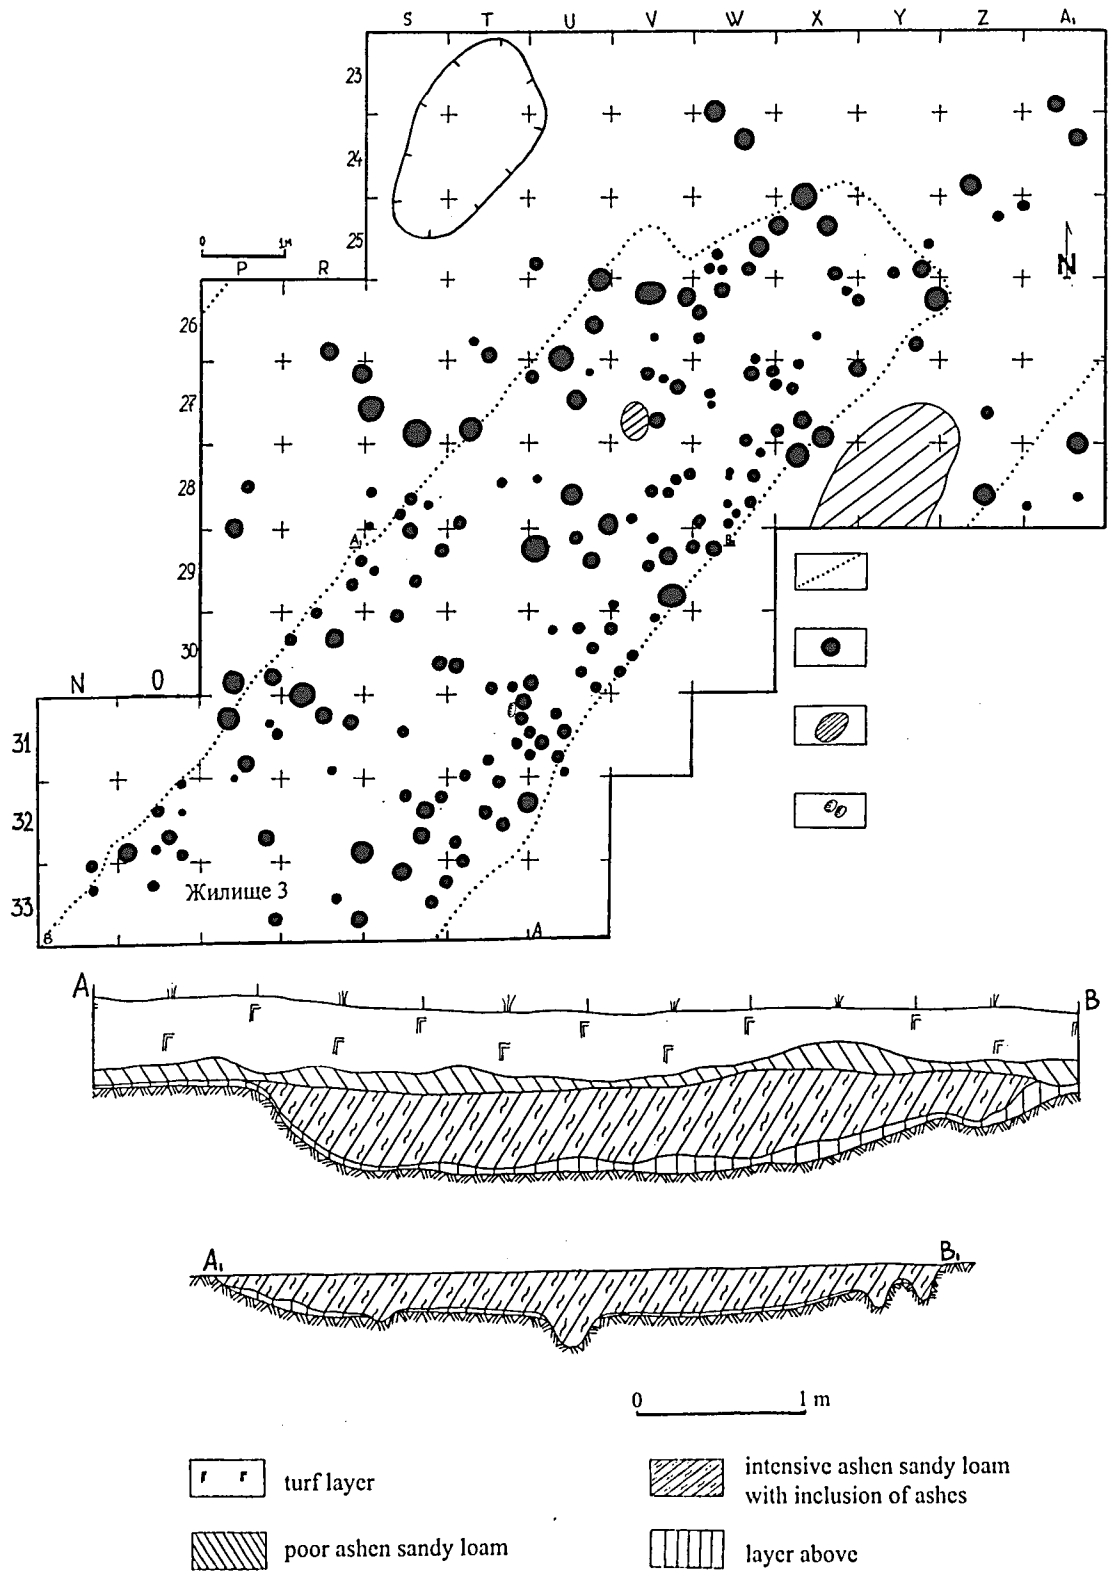 S T U V W X Y Z A₁
23
24
25
0 1м
P R
N
26
27
28
A₁
B₁
29
30
N O
31
32
33
Жилище 3
B
A
A B
A₁ B₁
0 1 m
turf layer
intensive ashen sandy loam
with inclusion of ashes
poor ashen sandy loam
layer above